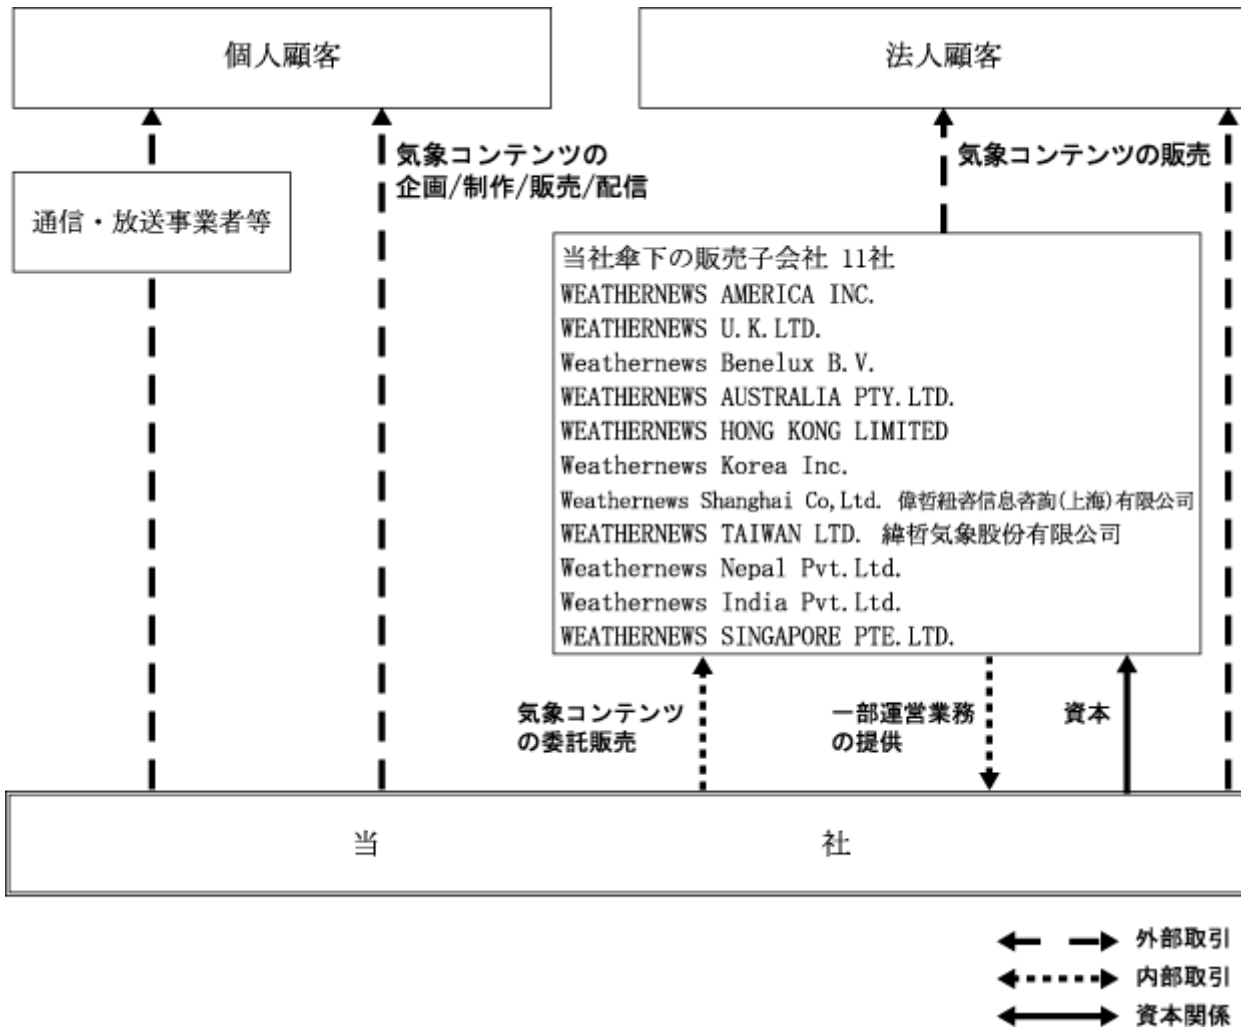 個人顧客
法人顧客
気象コンテンツの
企画/制作/販売/配信
気象コンテンツの販売
通信・放送事業者等
当社傘下の販売子会社 11社
WEATHERNEWS AMERICA INC.
WEATHERNEWS U.K.LTD.
Weathernews Benelux B.V.
WEATHERNEWS AUSTRALIA PTY.LTD.
WEATHERNEWS HONG KONG LIMITED
Weathernews Korea Inc.
Weathernews Shanghai Co,Ltd. 偉哲紐咨信息咨詢(上海)有限公司
WEATHERNEWS TAIWAN LTD. 緯哲気象股份有限公司
Weathernews Nepal Pvt.Ltd.
Weathernews India Pvt.Ltd.
WEATHERNEWS SINGAPORE PTE.LTD.
気象コンテンツ
の委託販売
一部運営業務
の提供
資本
当 社
外部取引
内部取引
資本関係